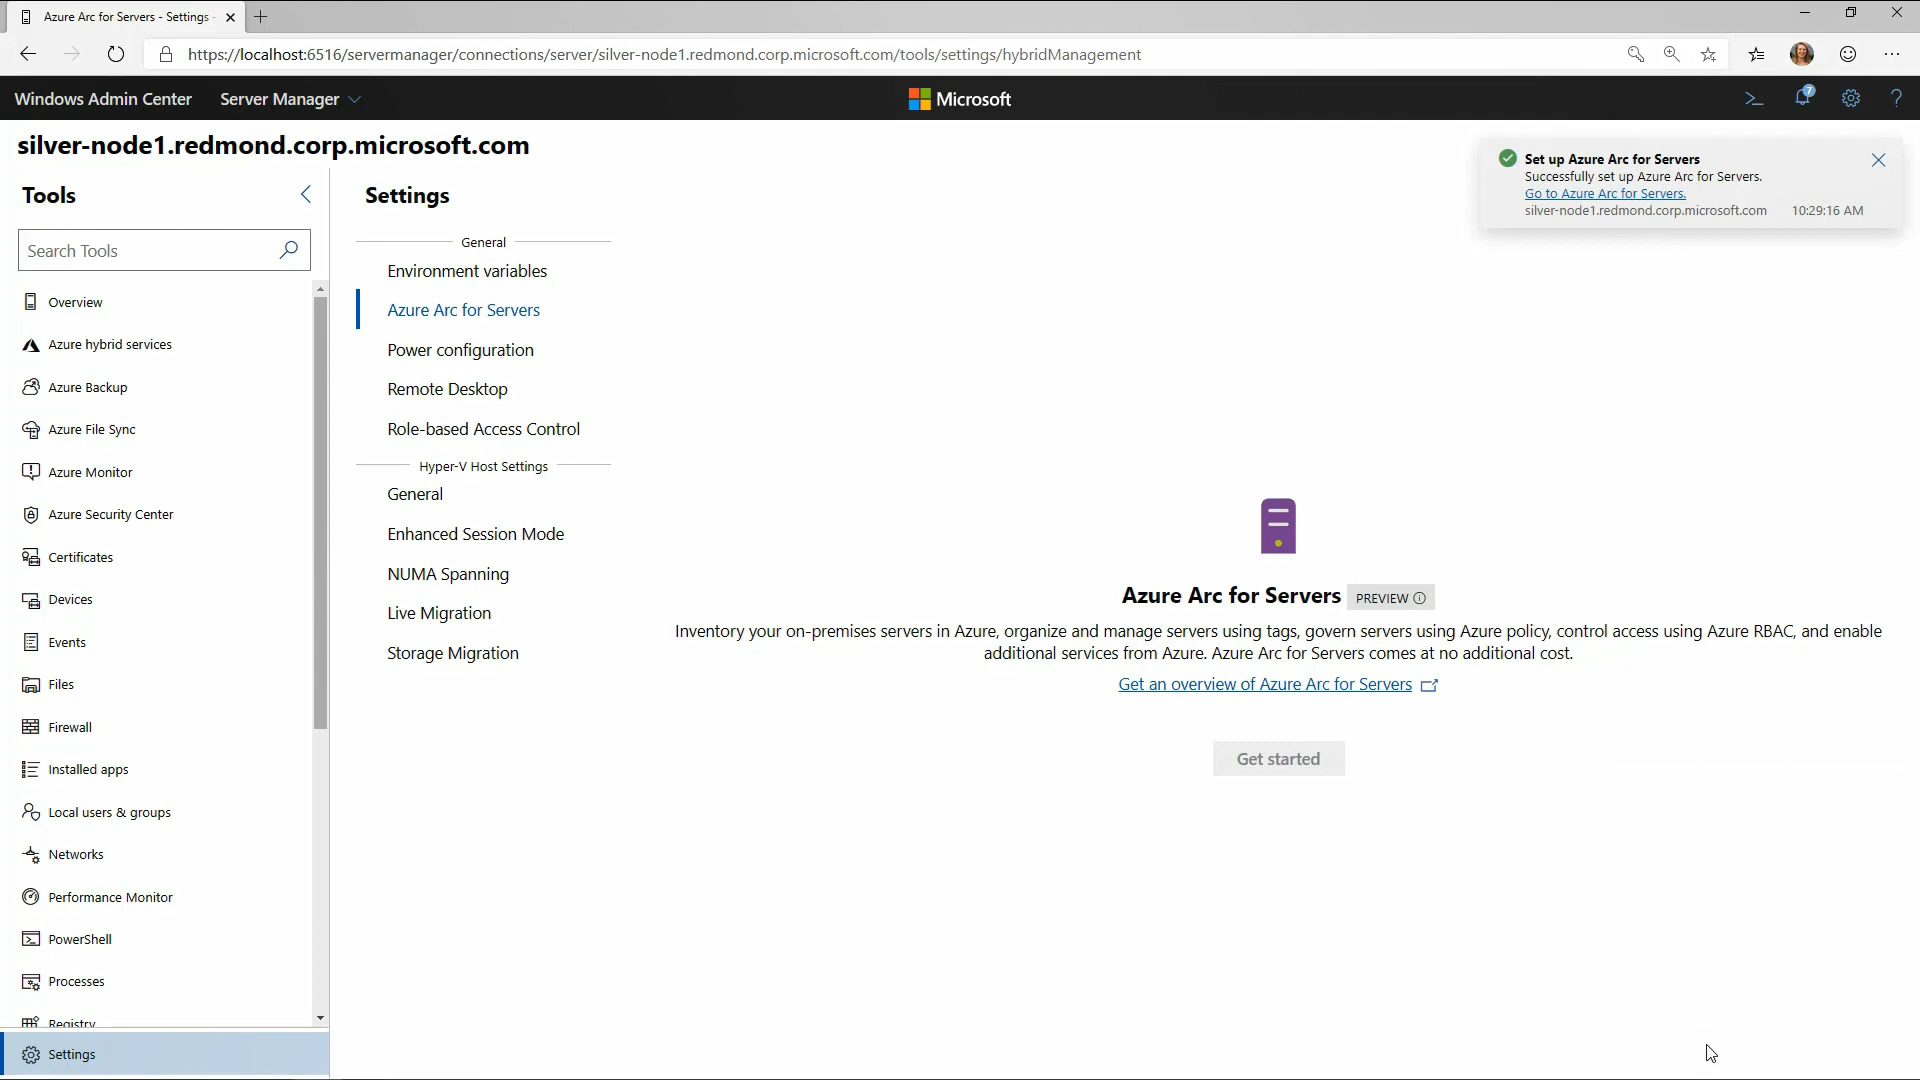 Azure Arc for Servers - Settings -
https://localhost:6516/servermanager/connections/server/silver-node1.redmond.corp.microsoft.com/tools/settings/hybridManagement
Windows Admin Center
Server Manager
Microsoft
7
?
silver-node1.redmond.corp.microsoft.com
Set up Azure Arc for Servers
Successfully set up Azure Arc for Servers.
Go to Azure Arc for Servers.
silver-node1.redmond.corp.microsoft.com 10:29:16 AM
Tools
Search Tools
Overview
Azure hybrid services
Azure Backup
Azure File Sync
Azure Monitor
Azure Security Center
Certificates
Devices
Events
Files
Firewall
Installed apps
Local users & groups
Networks
Performance Monitor
PowerShell
Processes
Registry
Settings
Settings
General
Environment variables
Azure Arc for Servers
Power configuration
Remote Desktop
Role-based Access Control
Hyper-V Host Settings
General
Enhanced Session Mode
NUMA Spanning
Live Migration
Storage Migration
Azure Arc for Servers PREVIEW
Inventory your on-premises servers in Azure, organize and manage servers using tags, govern servers using Azure policy, control access using Azure RBAC, and enable
additional services from Azure. Azure Arc for Servers comes at no additional cost.
Get an overview of Azure Arc for Servers
Get started